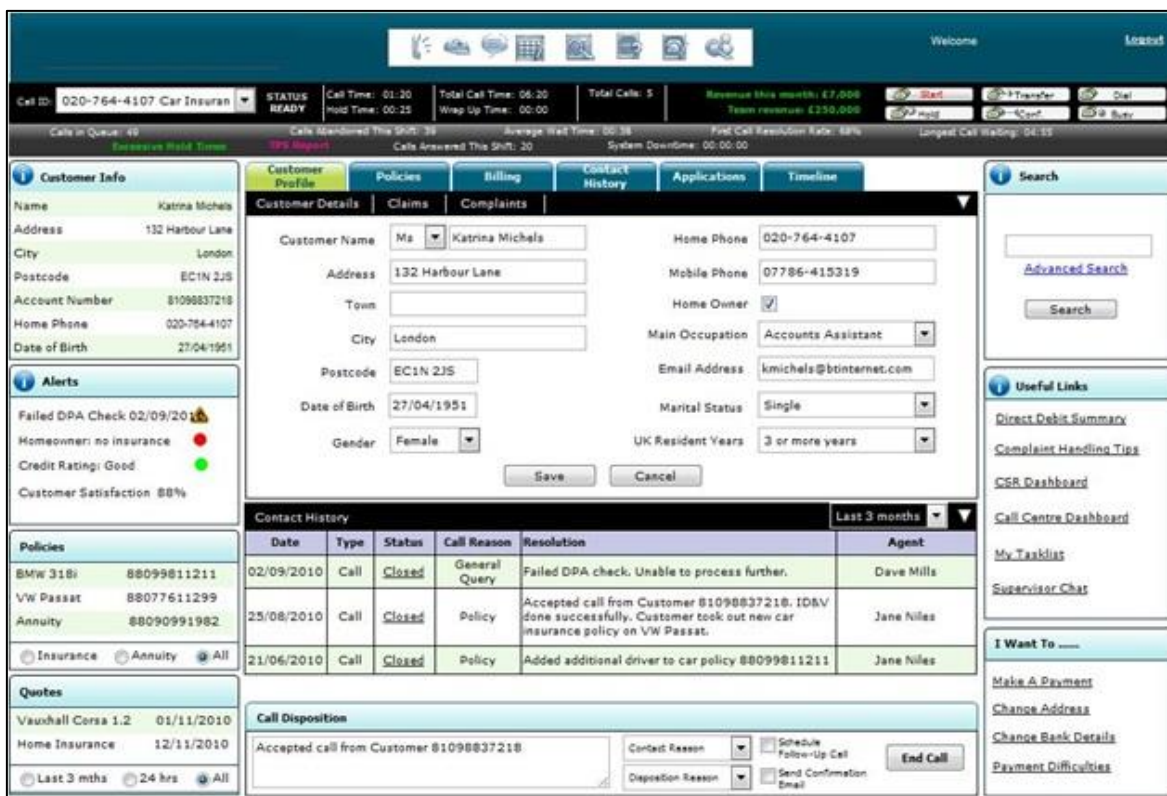 Welcome
Logout
Call ID: 020-764-4107 Car Insuran
STATUS READY
Call Time: 01:20
Hold Time: 00:25
Total Call Time: 06:20
Wrap Up Time: 00:00
Total Calls: 5
Revenue this month: £7,000
Team revenue: £250,000
Start
Transfer
Dial
Hold
Conf.
Busy
Calls in Queue: 49
Calls Abandoned This Shift: 39
Average Wait Time: 00:38
First Call Resolution Rate: 68%
Longest Call Waiting: 04:55
Excessive Hold Times
TPS Report
Calls Answered This Shift: 20
System Downtime: 00:00:00
Customer Info
Name Katrina Michels
Address 132 Harbour Lane
City London
Postcode EC1N 2JS
Account Number 81098837218
Home Phone 020-764-4107
Date of Birth 27/04/1951
Alerts
Failed DPA Check 02/09/2010
Homeowner: no insurance
Credit Rating: Good
Customer Satisfaction 88%
Policies
BMW 318i 88099811211
VW Passat 88077611299
Annuity 88090991982
Insurance Annuity All
Quotes
Vauxhall Corsa 1.2 01/11/2010
Home Insurance 12/11/2010
Last 3 mths 24 hrs All
Customer Profile
Policies
Billing
Contact History
Applications
Timeline
Customer Details Claims Complaints
Customer Name Ms Katrina Michels
Address 132 Harbour Lane
Town
City London
Postcode EC1N 2JS
Date of Birth 27/04/1951
Gender Female
Home Phone 020-764-4107
Mobile Phone 07786-415319
Home Owner
Main Occupation Accounts Assistant
Email Address kmichels@btinternet.com
Marital Status Single
UK Resident Years 3 or more years
Save Cancel
Contact History Last 3 months
Date Type Status Call Reason Resolution Agent
02/09/2010 Call Closed General Query Failed DPA check. Unable to process further. Dave Mills
25/08/2010 Call Closed Policy Accepted call from Customer 81098837218. ID&V
done successfully. Customer took out new car
insurance policy on VW Passat. Jane Niles
21/06/2010 Call Closed Policy Added additional driver to car policy 88099811211 Jane Niles
Call Disposition
Accepted call from Customer 81098837218
Contact Reason
Disposition Reason
Schedule
Follow-Up Call
Send Confirmation
Email
End Call
Search
Advanced Search
Search
Useful Links
Direct Debit Summary
Complaint Handling Tips
CSR Dashboard
Call Centre Dashboard
My Tasklist
Supervisor Chat
I Want To ......
Make A Payment
Change Address
Change Bank Details
Payment Difficulties